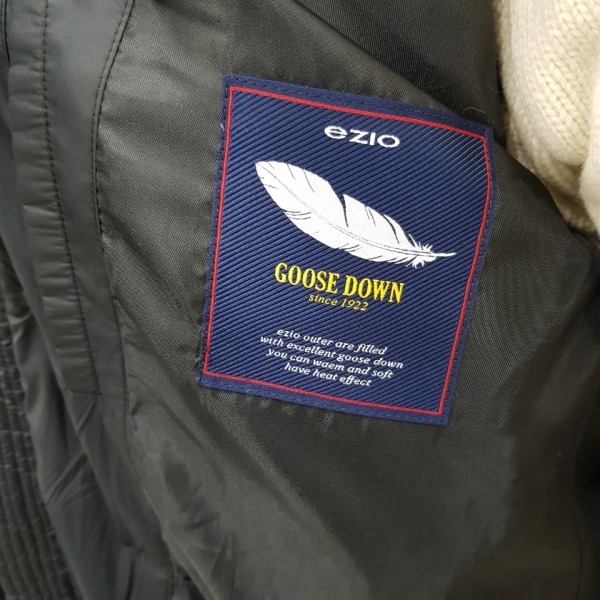 ezio
GOOSE DOWN
since 1922
ezio outer are filled
with excellent goose down
you can waem and soft
have heat effect